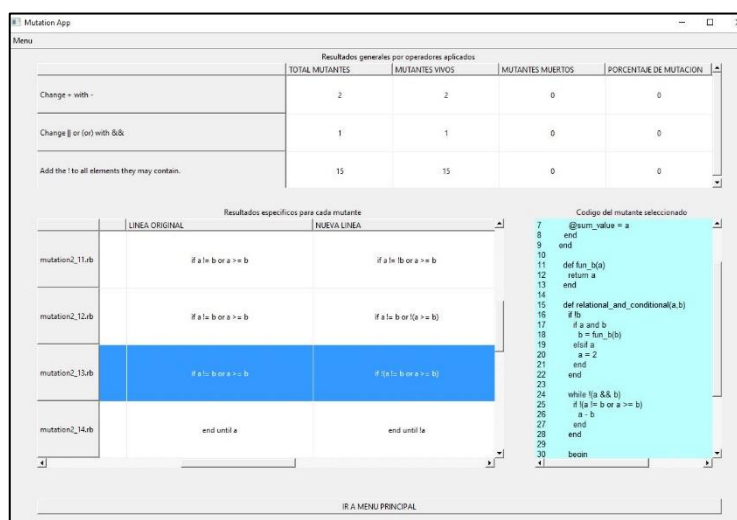 Mutation App
Menu
Resultados generales por operadores aplicados
TOTAL MUTANTES MUTANTES VIVOS MUTANTES MUERTOS PORCENTAJE DE MUTACION
Change + with - 2 2 0 0
Change || or (or) with && 1 1 0 0
Add the ! to all elements they may contain. 15 15 0 0
Resultados especificos para cada mutante
LINEA ORIGINAL NUEVA LINEA
mutation2_11.rb if a != b or a >= b if a != !b or a >= b
mutation2_12.rb if a != b or a >= b if a != b or !(a >= b)
mutation2_13.rb if a != b or a >= b if !(a != b or a >= b)
mutation2_14.rb end until a end until !a
Codigo del mutante seleccionado
7 @sum_value = a
8 end
9 end
10
11 def fun_b(a)
12 return a
13 end
14
15 def relational_and_conditional(a,b)
16 if !b
17 if a and b
18 b = fun_b(b)
19 elsif a
20 a = 2
21 end
22 end
23
24 while !(a && b)
25 if !(a != b or a >= b)
26 a - b
27 end
28 end
29
30 begin
IR A MENU PRINCIPAL